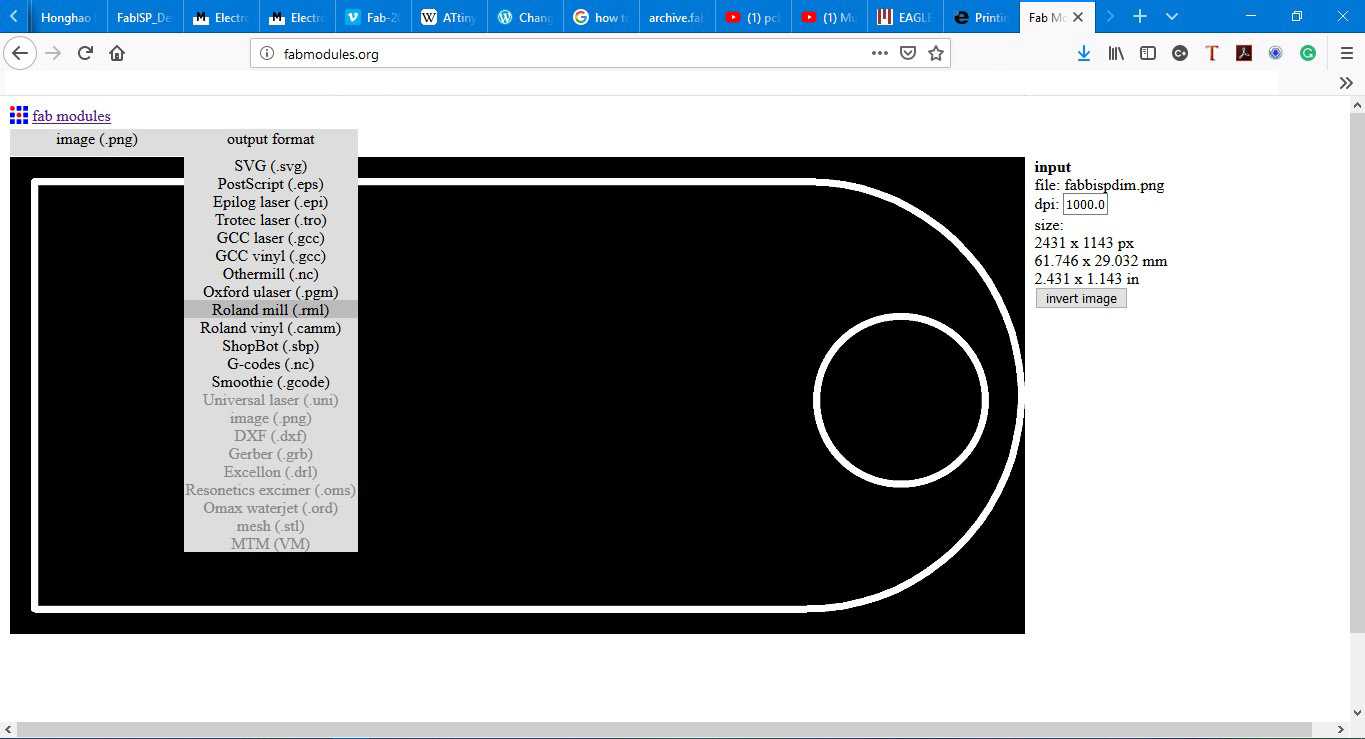 Honghao
FabISP_De
Electro
Electro
Fab-2
ATtiny
Chang
how to
archive.fab
(1) pcb
(1) Mu
EAGLE
Printin
Fab Mo
fabmodules.org
fab modules
image (.png)
output format
SVG (.svg)
PostScript (.eps)
Epilog laser (.epi)
Trotec laser (.tro)
GCC laser (.gcc)
GCC vinyl (.gcc)
Othermill (.nc)
Oxford ulaser (.pgm)
Roland mill (.rml)
Roland vinyl (.camm)
ShopBot (.sbp)
G-codes (.nc)
Smoothie (.gcode)
Universal laser (.uni)
image (.png)
DXF (.dxf)
Gerber (.grb)
Excellon (.drl)
Resonetics excimer (.oms)
Omax waterjet (.ord)
mesh (.stl)
MTM (VM)
input
file: fabbispdim.png
dpi: 1000.0
size:
2431 x 1143 px
61.746 x 29.032 mm
2.431 x 1.143 in
invert image